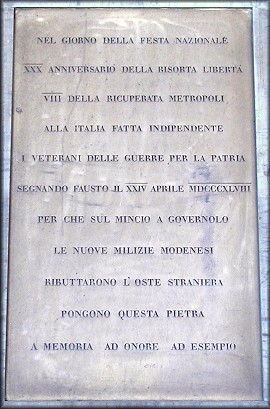 NEL GIORNO DELLA FESTA NAZIONALE
XXX ANNIVERSARIO DELLA RISORTA LIBERTÀ
VIII DELLA RICUPERATA METROPOLI
ALLA ITALIA FATTA INDIPENDENTE
I VETERANI DELLE GUERRE PER LA PATRIA
SEGNANDO FAUSTO IL XXIV APRILE MDCCCXLVIII
PER CHE SUL MINCIO A GOVERNOLO
LE NUOVE MILIZIE MODENESI
RIBUTTARONO L'OSTE STRANIERA
PONGONO QUESTA PIETRA
A MEMORIA AD ONORE AD ESEMPIO